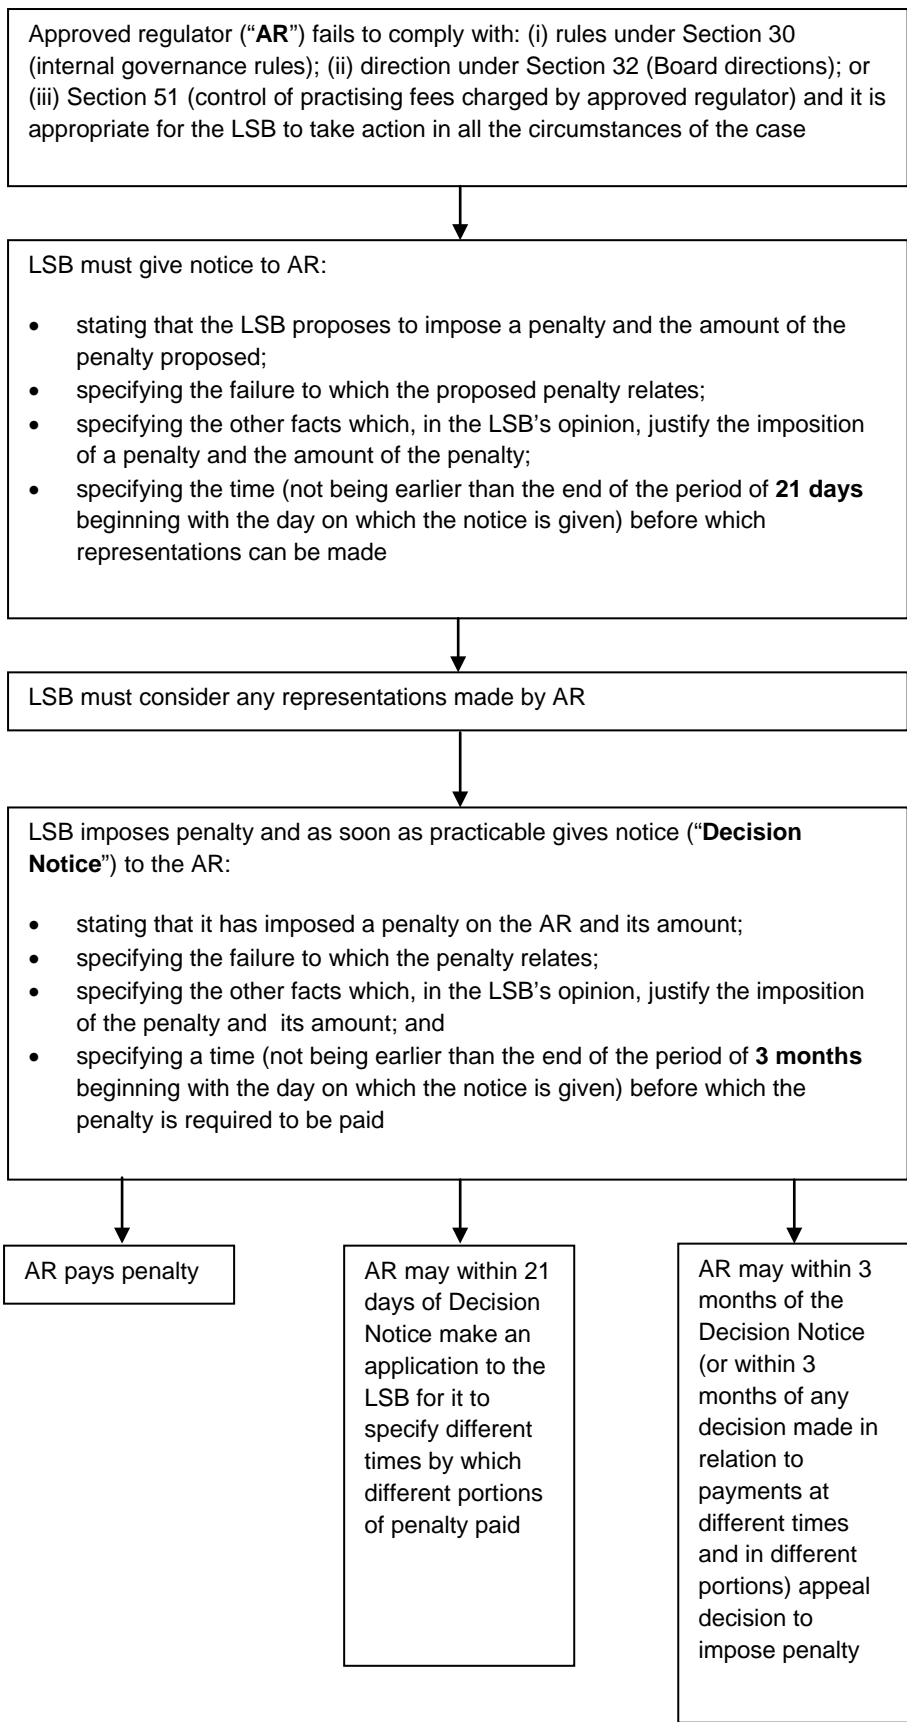 Approved regulator (“AR”) fails to comply with: (i) rules under Section 30
(internal governance rules); (ii) direction under Section 32 (Board directions); or
(iii) Section 51 (control of practising fees charged by approved regulator) and it is
appropriate for the LSB to take action in all the circumstances of the case
LSB must give notice to AR:
• stating that the LSB proposes to impose a penalty and the amount of the
penalty proposed;
• specifying the failure to which the proposed penalty relates;
• specifying the other facts which, in the LSB’s opinion, justify the imposition
of a penalty and the amount of the penalty;
• specifying the time (not being earlier than the end of the period of 21 days
beginning with the day on which the notice is given) before which
representations can be made
LSB must consider any representations made by AR
LSB imposes penalty and as soon as practicable gives notice (“Decision
Notice”) to the AR:
• stating that it has imposed a penalty on the AR and its amount;
• specifying the failure to which the penalty relates;
• specifying the other facts which, in the LSB’s opinion, justify the imposition
of the penalty and its amount; and
• specifying a time (not being earlier than the end of the period of 3 months
beginning with the day on which the notice is given) before which the
penalty is required to be paid
AR pays penalty
AR may within 21
days of Decision
Notice make an
application to the
LSB for it to
specify different
times by which
different portions
of penalty paid
AR may within 3
months of the
Decision Notice
(or within 3
months of any
decision made in
relation to
payments at
different times
and in different
portions) appeal
decision to
impose penalty